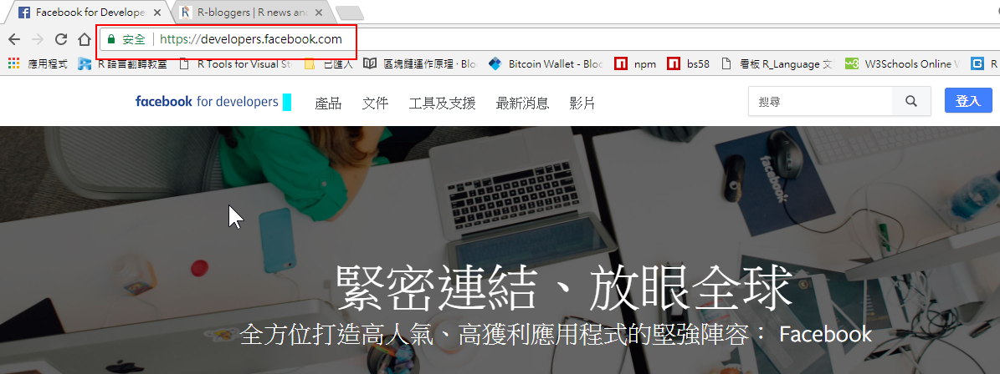 Facebook for Develope
R-bloggers | R news an
安全 https://developers.facebook.com
應用程式 R 語言翻轉教室 R Tools for Visual St 已匯入 區塊鏈運作原理 · Blo Bitcoin Wallet - Bloc npm bs58 看板 R_Language 文 W3Schools Online R
facebook for developers 產品 文件 工具及支援 最新消息 影片 搜尋 登入
facebook
緊密連結、放眼全球
全方位打造高人氣、高獲利應用程式的堅強陣容： Facebook